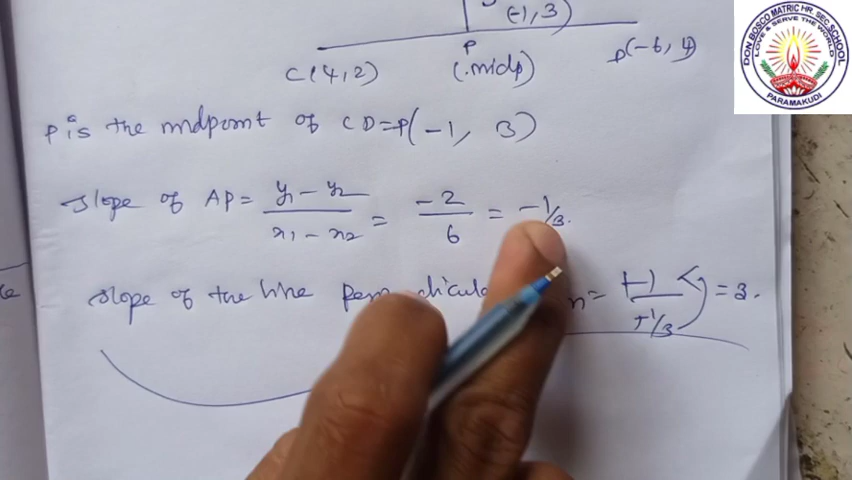 (-1, 3)
P
D(-6, 4)
C(4, 2)
(.midp)
P is the midpoint of CD=P(-1, 3)
Slope of AP= y1 - y2 / x1 - x2 = -2 / 6 = -1/3.
Slope of the line = +1 / +1/3 = 3.
DON BOSCO MATRIC HR. SEC. SCHOOL
LOVE & SERVE THE WORLD
PARAMAKUDI